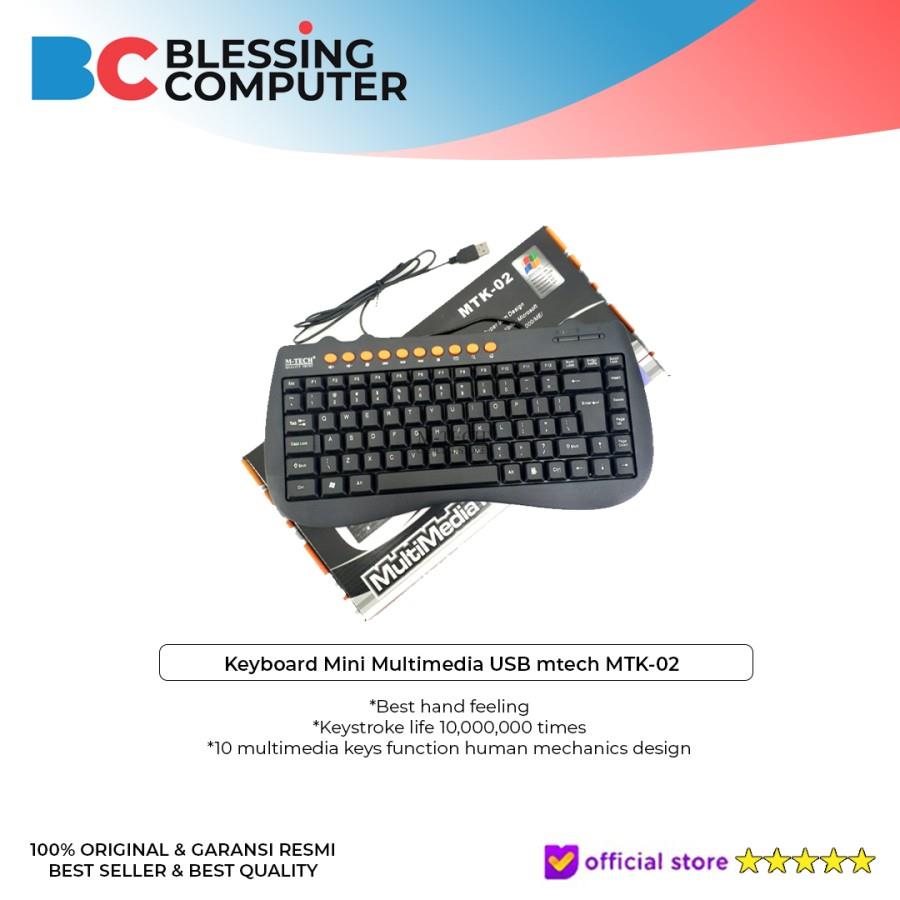 BC BLESSING
COMPUTER
MTK-02
M-TECH
MultiMedia
Keyboard Mini Multimedia USB mtech MTK-02
*Best hand feeling
*Keystroke life 10,000,000 times
*10 multimedia keys function human mechanics design
100% ORIGINAL & GARANSI RESMI
BEST SELLER & BEST QUALITY
official store